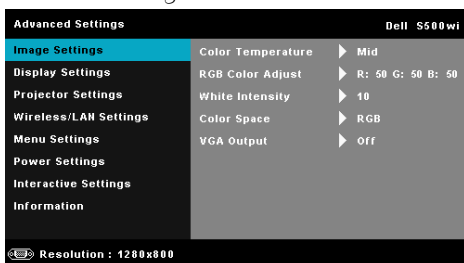 Advanced Settings Dell S500wi
Image Settings Color Temperature Mid
Display Settings RGB Color Adjust R: 50 G: 50 B: 50
Projector Settings White Intensity 10
Wireless/LAN Settings Color Space RGB
Menu Settings VGA Output Off
Power Settings
Interactive Settings
Information
Resolution : 1280x800